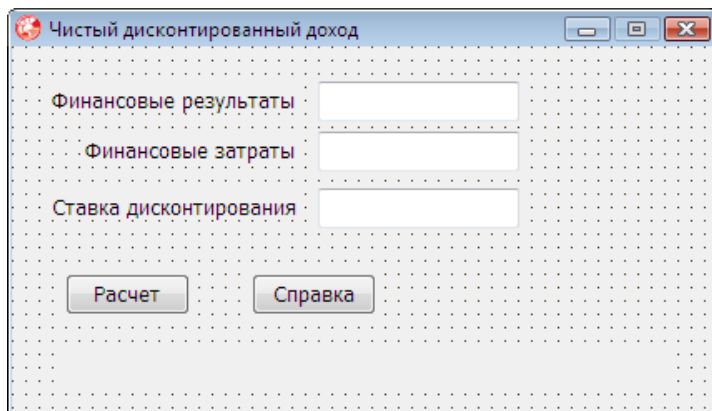 Чистый дисконтированный доход
Финансовые результаты
Финансовые затраты
Ставка дисконтирования
Расчет Справка